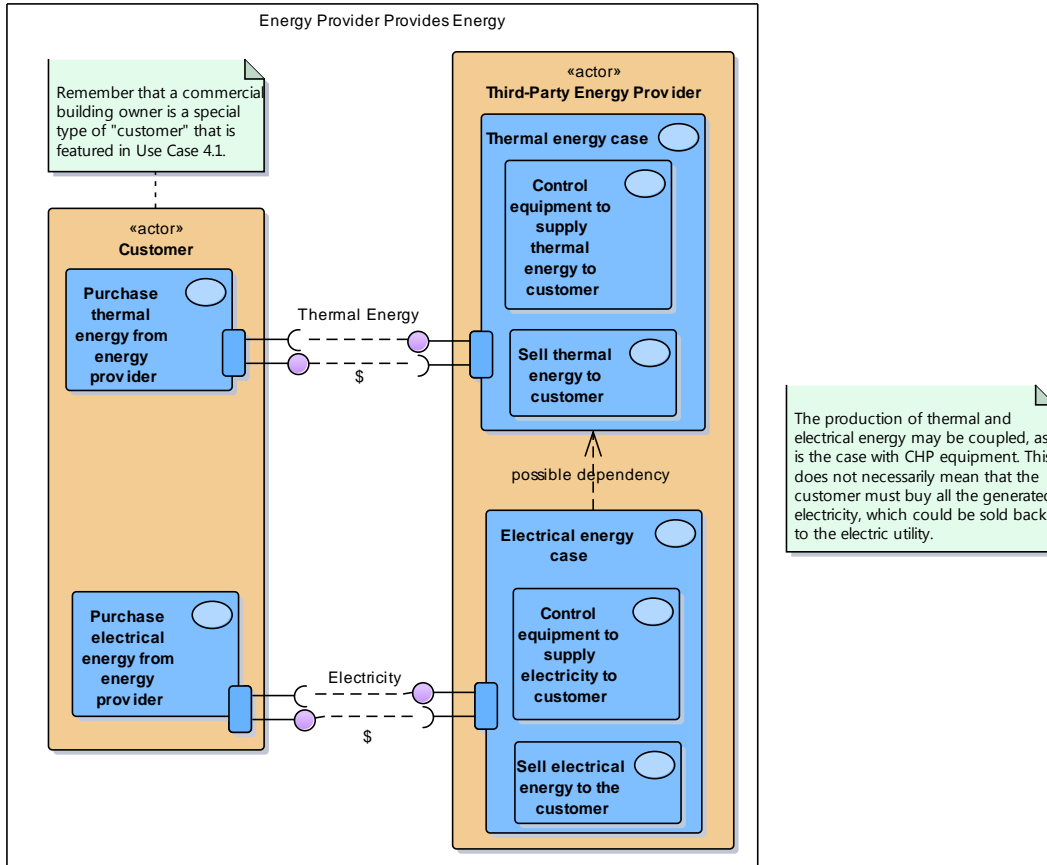 Energy Provider Provides Energy
Remember that a commercial
building owner is a special
type of "customer" that is
featured in Use Case 4.1.
«actor»
Customer
Purchase
thermal
energy from
energy
provider
Thermal Energy
$
Purchase
electrical
energy from
energy
provider
Electricity
$
«actor»
Third-Party Energy Provider
Thermal energy case
Control
equipment to
supply
thermal
energy to
customer
Sell thermal
energy to
customer
possible dependency
Electrical energy
case
Control
equipment to
supply
electricity to
customer
Sell electrical
energy to the
customer
The production of thermal and
electrical energy may be coupled, as
is the case with CHP equipment. This
does not necessarily mean that the
customer must buy all the generated
electricity, which could be sold back
to the electric utility.